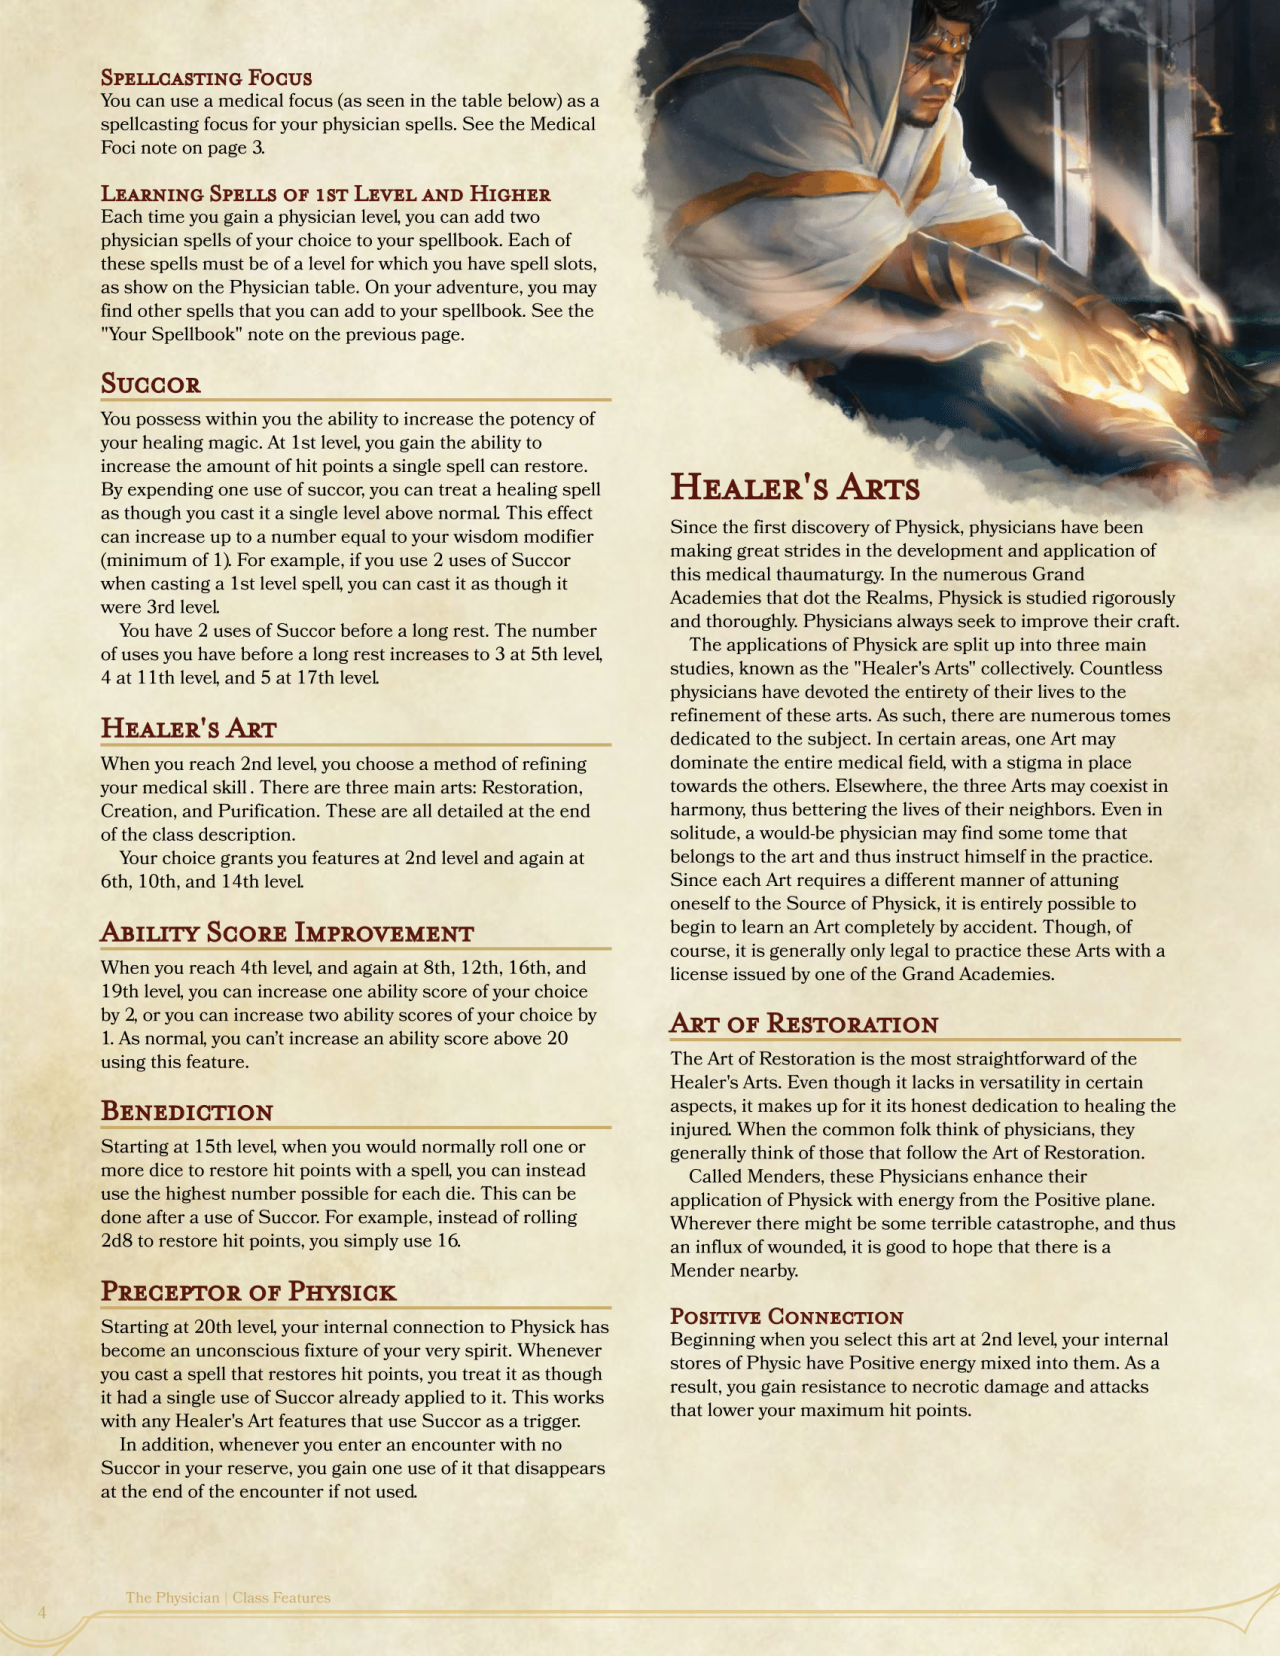 Spellcasting Focus
You can use a medical focus (as seen in the table below) as a
spellcasting focus for your physician spells. See the Medical
Foci note on page 3.
Learning Spells of 1st Level and Higher
Each time you gain a physician level, you can add two
physician spells of your choice to your spellbook. Each of
these spells must be of a level for which you have spell slots,
as show on the Physician table. On your adventure, you may
find other spells that you can add to your spellbook. See the
"Your Spellbook" note on the previous page.
Succor
You possess within you the ability to increase the potency of
your healing magic. At 1st level, you gain the ability to
increase the amount of hit points a single spell can restore.
By expending one use of succor, you can treat a healing spell
as though you cast it a single level above normal. This effect
can increase up to a number equal to your wisdom modifier
(minimum of 1). For example, if you use 2 uses of Succor
when casting a 1st level spell, you can cast it as though it
were 3rd level.
You have 2 uses of Succor before a long rest. The number
of uses you have before a long rest increases to 3 at 5th level,
4 at 11th level, and 5 at 17th level.
Healer's Art
When you reach 2nd level, you choose a method of refining
your medical skill . There are three main arts: Restoration,
Creation, and Purification. These are all detailed at the end
of the class description.
Your choice grants you features at 2nd level and again at
6th, 10th, and 14th level.
Ability Score Improvement
When you reach 4th level, and again at 8th, 12th, 16th, and
19th level, you can increase one ability score of your choice
by 2, or you can increase two ability scores of your choice by
1. As normal, you can't increase an ability score above 20
using this feature.
Benediction
Starting at 15th level, when you would normally roll one or
more dice to restore hit points with a spell, you can instead
use the highest number possible for each die. This can be
done after a use of Succor. For example, instead of rolling
2d8 to restore hit points, you simply use 16.
Preceptor of Physick
Starting at 20th level, your internal connection to Physick has
become an unconscious fixture of your very spirit. Whenever
you cast a spell that restores hit points, you treat it as though
it had a single use of Succor already applied to it. This works
with any Healer's Art features that use Succor as a trigger.
In addition, whenever you enter an encounter with no
Succor in your reserve, you gain one use of it that disappears
at the end of the encounter if not used.
Healer's Arts
Since the first discovery of Physick, physicians have been
making great strides in the development and application of
this medical thaumaturgy. In the numerous Grand
Academies that dot the Realms, Physick is studied rigorously
and thoroughly. Physicians always seek to improve their craft.
The applications of Physick are split up into three main
studies, known as the "Healer's Arts" collectively. Countless
physicians have devoted the entirety of their lives to the
refinement of these arts. As such, there are numerous tomes
dedicated to the subject. In certain areas, one Art may
dominate the entire medical field, with a stigma in place
towards the others. Elsewhere, the three Arts may coexist in
harmony, thus bettering the lives of their neighbors. Even in
solitude, a would-be physician may find some tome that
belongs to the art and thus instruct himself in the practice.
Since each Art requires a different manner of attuning
oneself to the Source of Physick, it is entirely possible to
begin to learn an Art completely by accident. Though, of
course, it is generally only legal to practice these Arts with a
license issued by one of the Grand Academies.
Art of Restoration
The Art of Restoration is the most straightforward of the
Healer's Arts. Even though it lacks in versatility in certain
aspects, it makes up for it its honest dedication to healing the
injured. When the common folk think of physicians, they
generally think of those that follow the Art of Restoration.
Called Menders, these Physicians enhance their
application of Physick with energy from the Positive plane.
Wherever there might be some terrible catastrophe, and thus
an influx of wounded, it is good to hope that there is a
Mender nearby.
Positive Connection
Beginning when you select this art at 2nd level, your internal
stores of Physic have Positive energy mixed into them. As a
result, you gain resistance to necrotic damage and attacks
that lower your maximum hit points.
The Physician | Class Features
4